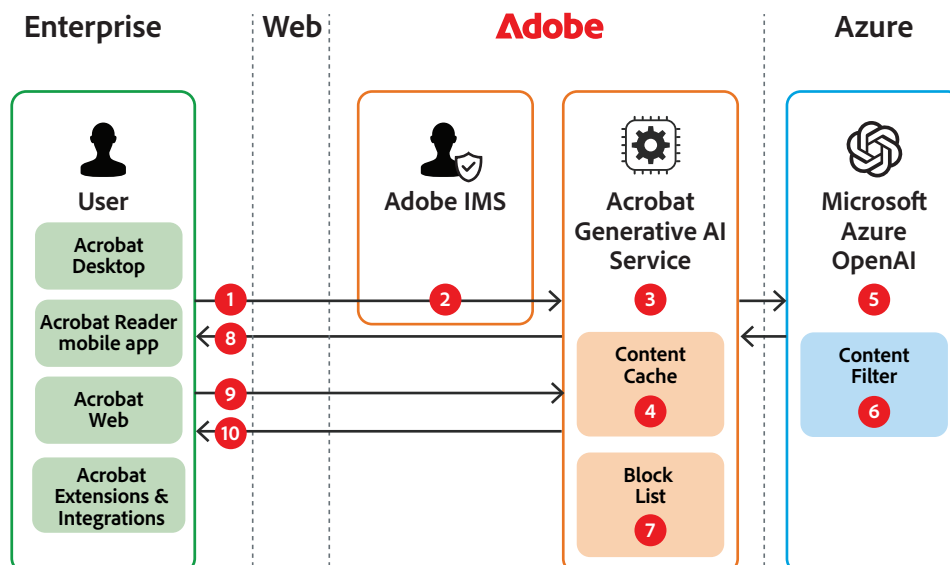 Enterprise
Web
Adobe
Azure
User
Acrobat
Desktop
Acrobat Reader
mobile app
Acrobat
Web
Acrobat
Extensions &
Integrations
1
8
9
10
Adobe IMS
2
Acrobat
Generative AI
Service
3
Content
Cache
4
Block
List
7
Microsoft
Azure
OpenAI
5
Content
Filter
6